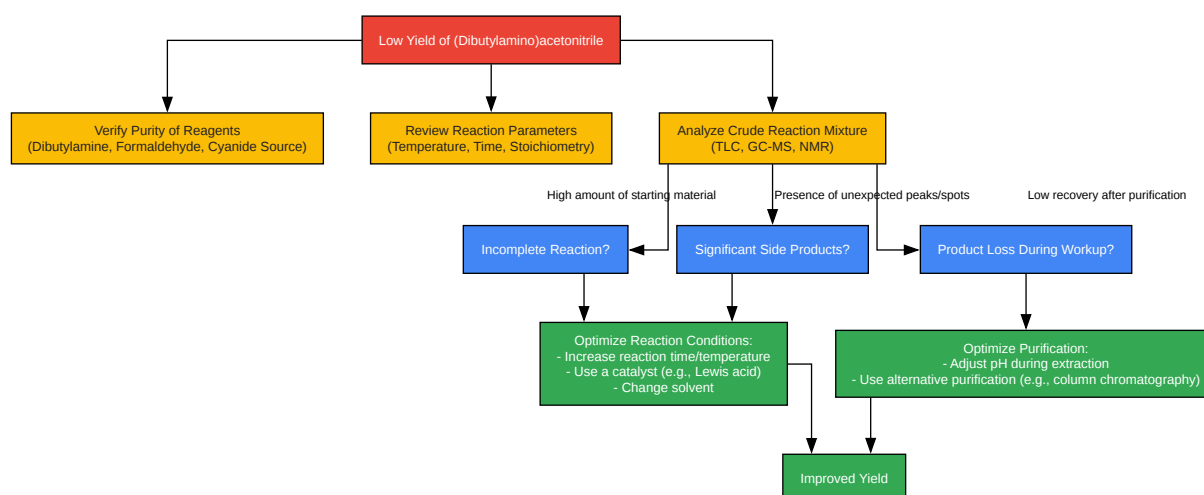 Low Yield of (Dibutylamino)acetonitrile
Verify Purity of Reagents
(Dibutylamine, Formaldehyde, Cyanide Source)
Review Reaction Parameters
(Temperature, Time, Stoichiometry)
Analyze Crude Reaction Mixture
(TLC, GC-MS, NMR)
High amount of starting material
Presence of unexpected peaks/spots
Low recovery after purification
Incomplete Reaction?
Significant Side Products?
Product Loss During Workup?
Optimize Reaction Conditions:
- Increase reaction time/temperature
- Use a catalyst (e.g., Lewis acid)
- Change solvent
Optimize Purification:
- Adjust pH during extraction
- Use alternative purification (e.g., column chromatography)
Improved Yield